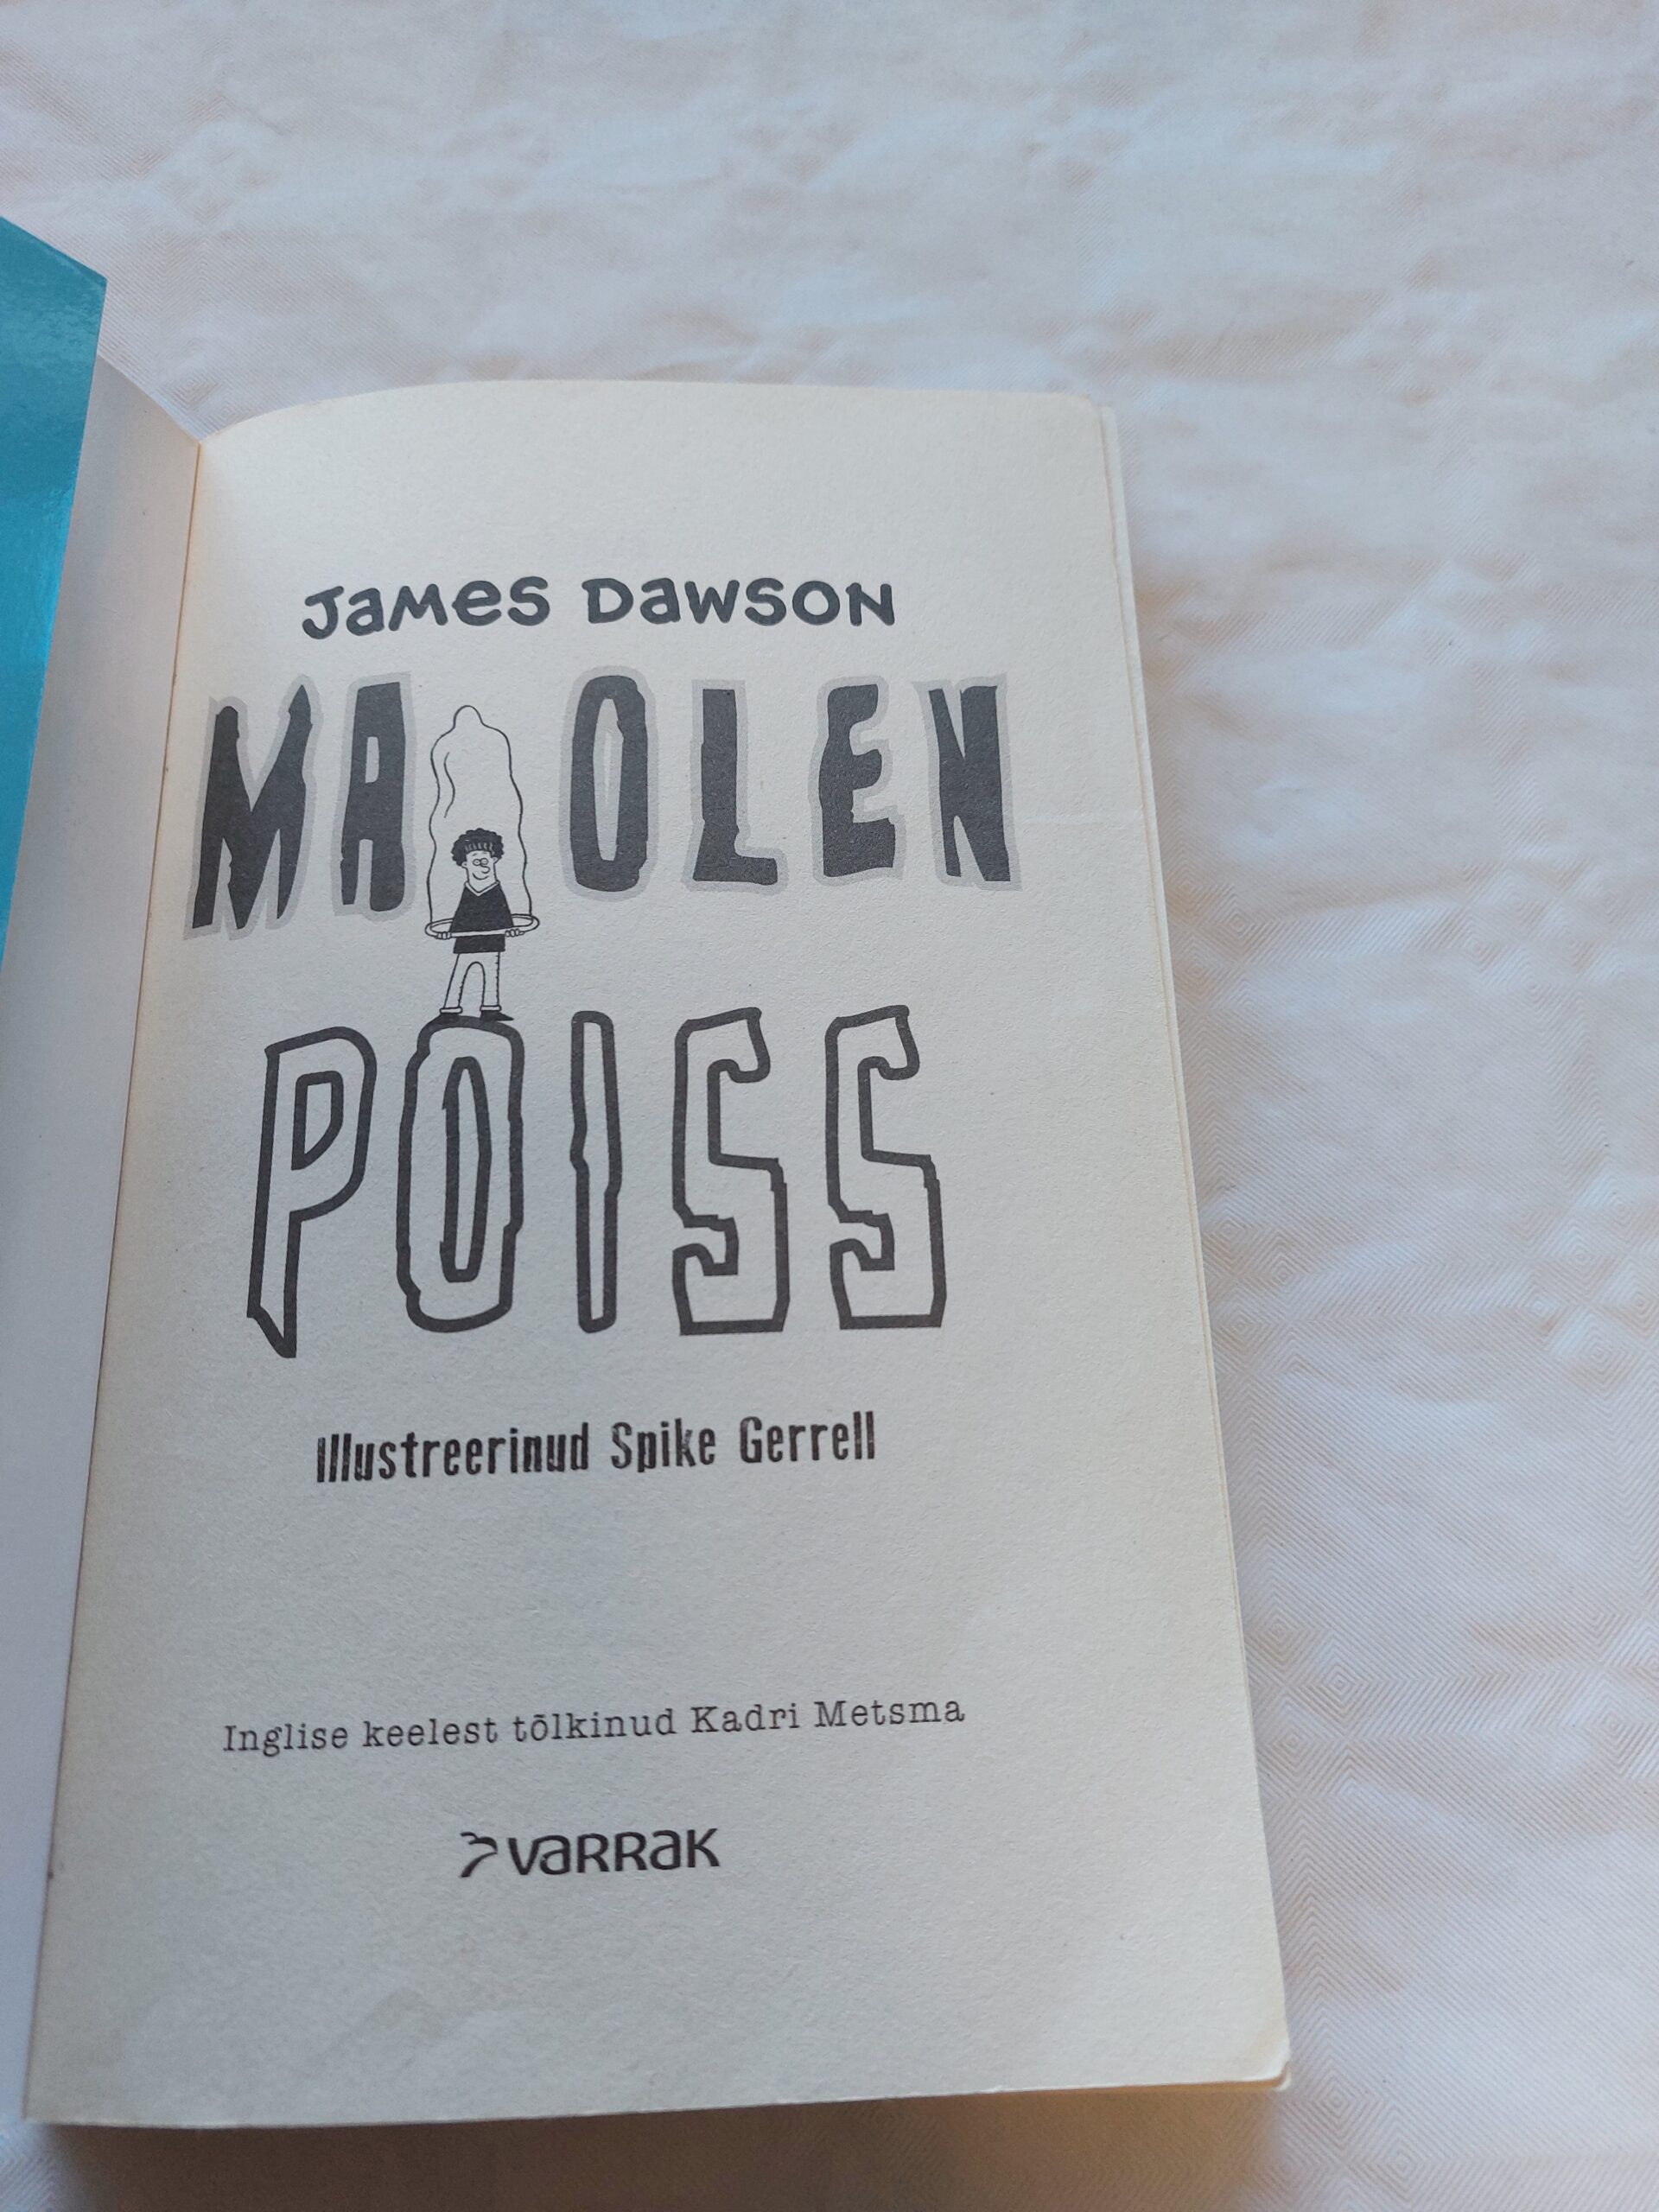 James Dawson
MA OLEN
POISS
Illustreerinud Spike Gerrell
Inglise keelest tõlkinud Kadri Metsma
varrak